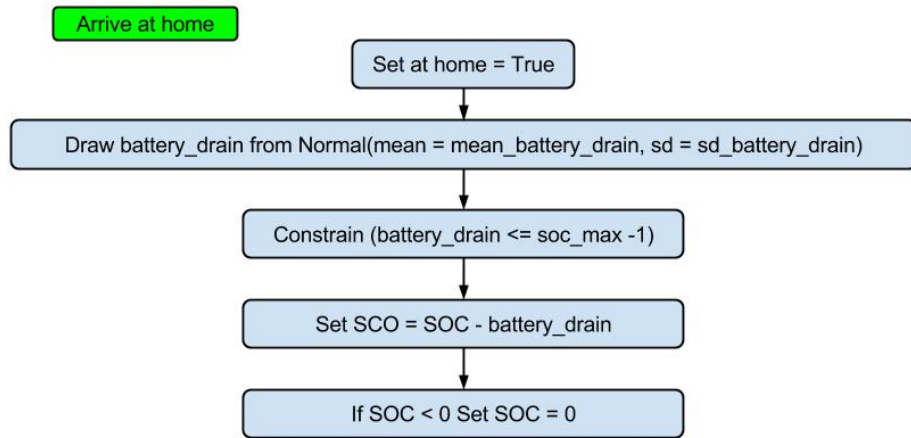 Arrive at home
Set at home = True
Draw battery_drain from Normal(mean = mean_battery_drain, sd = sd_battery_drain)
Constrain (battery_drain <= soc_max -1)
Set SCO = SOC - battery_drain
If SOC < 0 Set SOC = 0